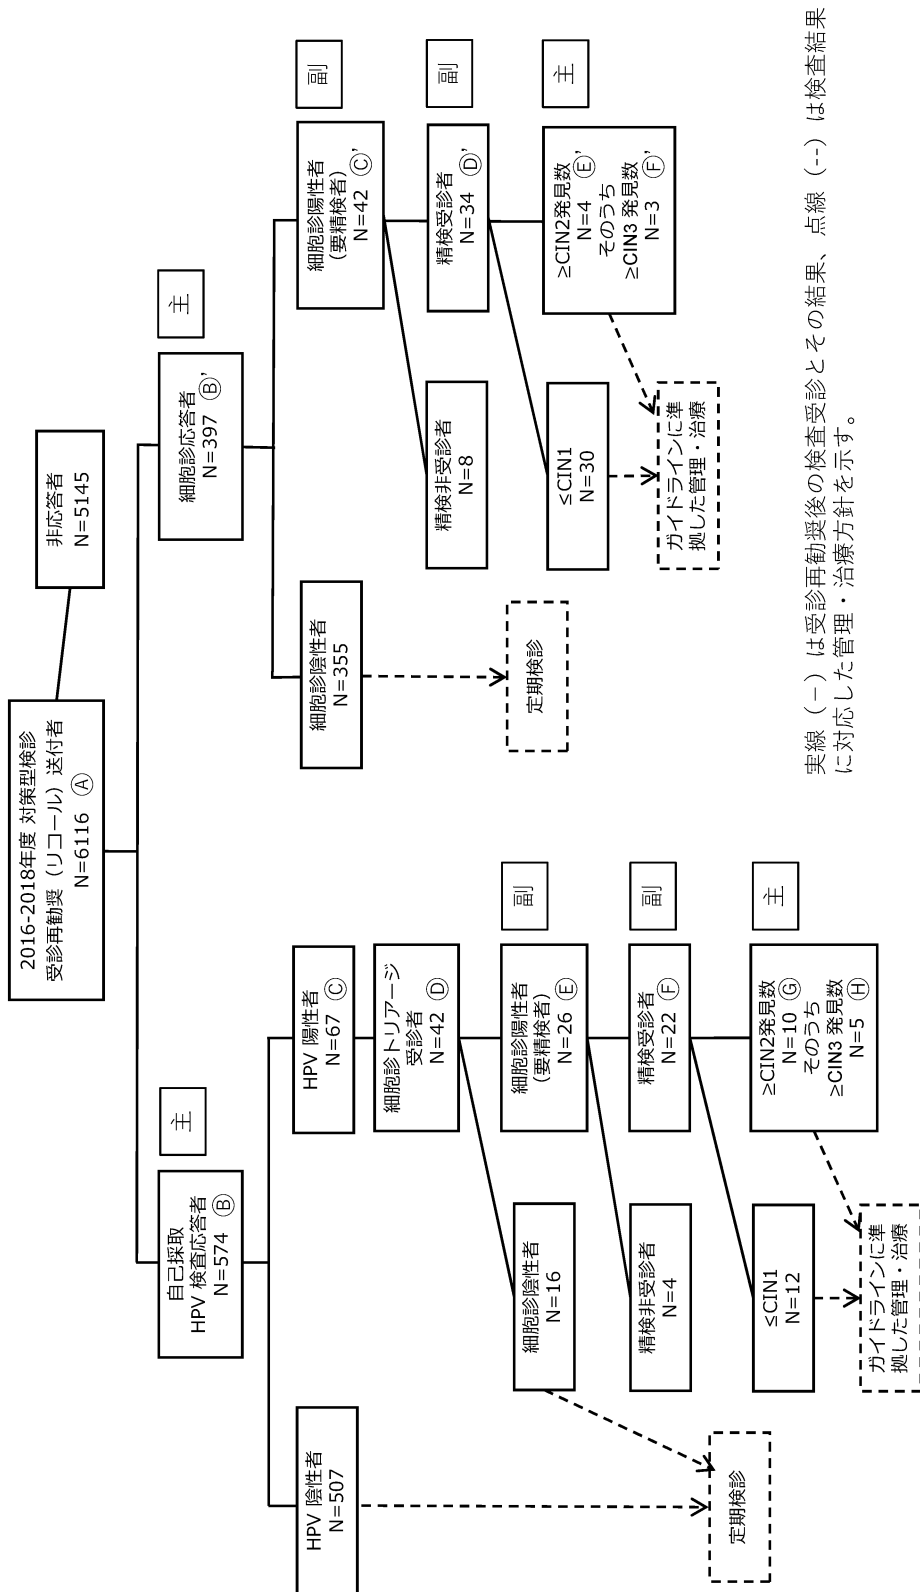 2016-2018年度 対策型検診
受診再勧奨（リコール）送付者
N=6116 Ⓐ
非応答者
N=5145
主
自己採取
HPV 検査応答者
N=574 Ⓑ
主
細胞診応答者
N=397 Ⓑ’
HPV 陰性者
N=507
HPV 陽性者
N=67 Ⓒ
細胞診トリアージ
受診者
N=42 Ⓓ
細胞診陰性者
N=16
細胞診陽性者
(要精検者)
N=26 Ⓔ
副
精検非受診者
N=4
精検受診者
N=22 Ⓕ
副
≤CIN1
N=12
≥CIN2発見数
N=10 Ⓖ
そのうち
≥CIN3 発見数
N=5 Ⓗ
主
定期検診
ガイドラインに準
拠した管理・治療
細胞診陰性者
N=355
細胞診陽性者
(要精検者)
N=42 Ⓒ’
副
精検非受診者
N=8
精検受診者
N=34 Ⓓ’
副
≤CIN1
N=30
≥CIN2発見数
N=4 Ⓔ’
そのうち
≥CIN3 発見数
N=3 Ⓕ’
主
定期検診
ガイドラインに準
拠した管理・治療
実線（−）は受診再勧奨後の検査受診とその結果、点線（--）は検査結果
に対応した管理・治療方針を示す。